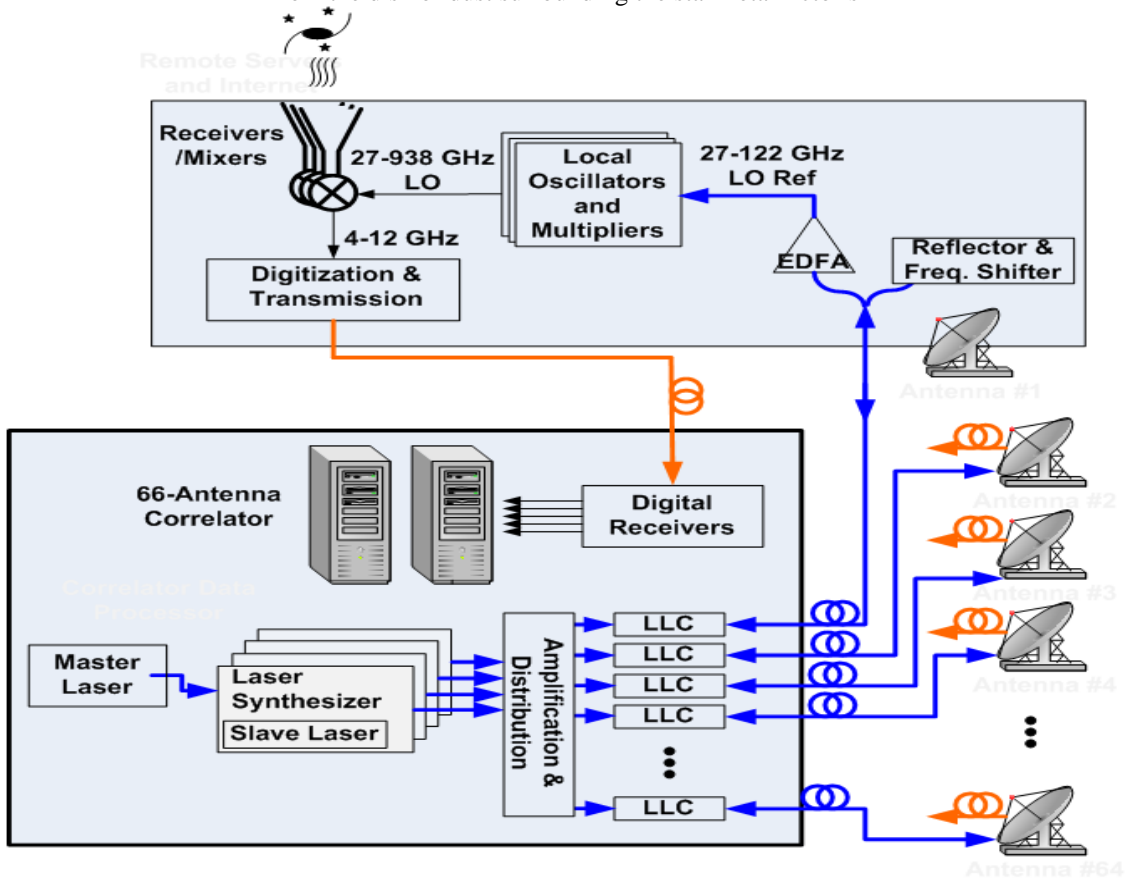 Remote Servers
and Internet
Receivers
/Mixers
27-938 GHz
LO
Local
Oscillators
and
Multipliers
27-122 GHz
LO Ref
4-12 GHz
EDFA
Reflector &
Freq. Shifter
Digitization &
Transmission
Antenna #1
66-Antenna
Correlator
Digital
Receivers
Antenna #2
Antenna #3
Correlator Data
Processor
Master
Laser
Laser
Synthesizer
Slave Laser
Amplification &
Distribution
LLC
LLC
LLC
LLC
LLC
Antenna #4
Antenna #64